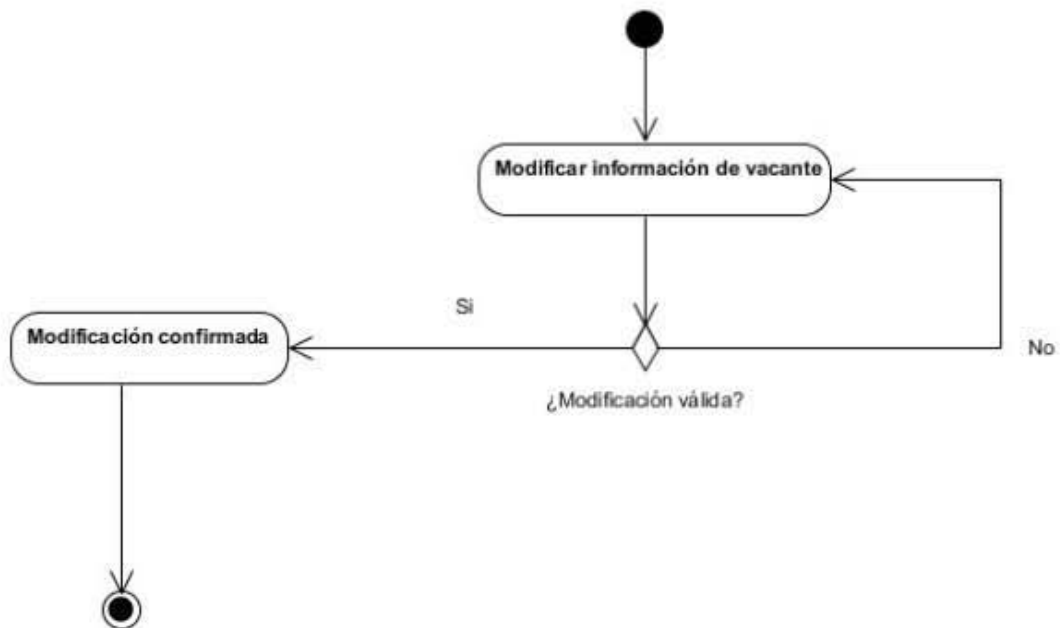 Modificar información de vacante
Si
Modificación confirmada
No
¿Modificación válida?